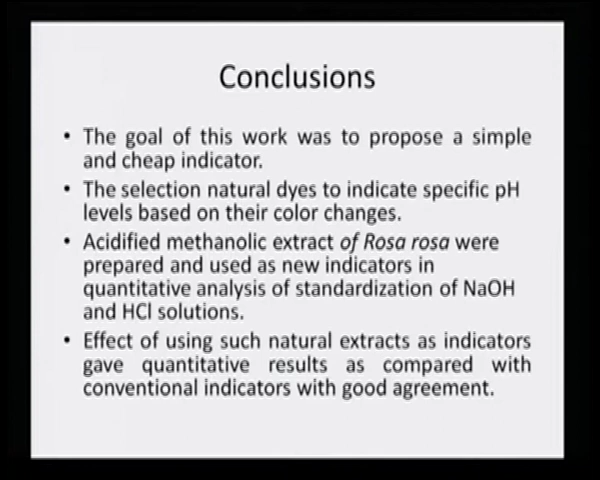 Conclusions
• The goal of this work was to propose a simple
and cheap indicator.
• The selection natural dyes to indicate specific pH
levels based on their color changes.
• Acidified methanolic extract of Rosa rosa were
prepared and used as new indicators in
quantitative analysis of standardization of NaOH
and HCl solutions.
• Effect of using such natural extracts as indicators
gave quantitative results as compared with
conventional indicators with good agreement.